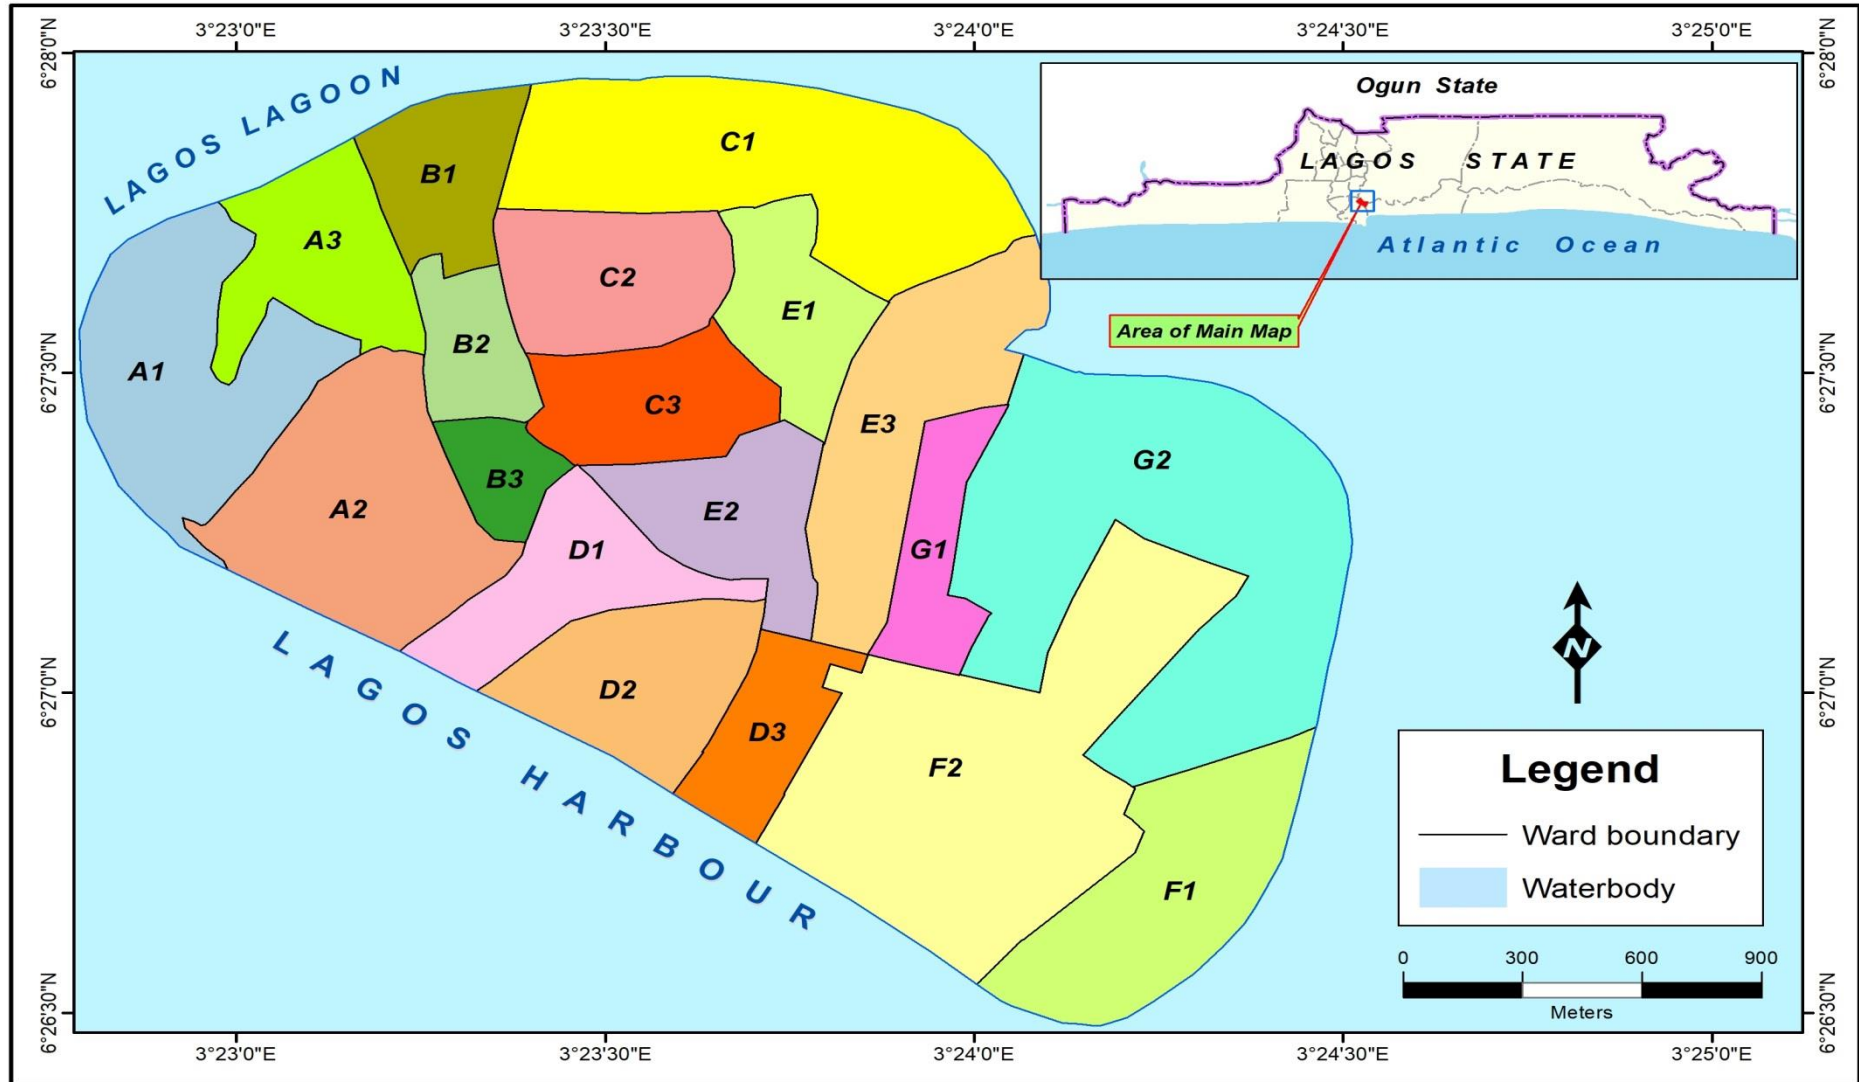 3°23'0"E 3°23'30"E 3°24'0"E 3°24'30"E 3°25'0"E
6°28'0"N
6°28'0"N
LAGOS LAGOON
Ogun State
LAGOS STATE
Atlantic Ocean
Area of Main Map
C1
B1
A3
C2
E1
B2
A1
6°27'30"N
6°27'30"N
C3
E3
G2
B3
A2
E2
D1
G1
N
LAGOS HARBOUR
6°27'0"N
6°27'0"N
D2
D3
F2
F1
Legend
Ward boundary
Waterbody
0 300 600 900
Meters
6°26'30"N
6°26'30"N
3°23'0"E 3°23'30"E 3°24'0"E 3°24'30"E 3°25'0"E